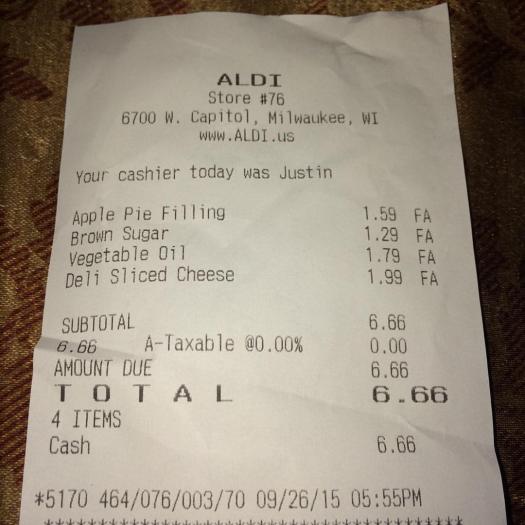 ALDI
Store #76
6700 W. Capitol, Milwaukee, WI
www.ALDI.us
Your cashier today was Justin
Apple Pie Filling 1.59 FA
Brown Sugar 1.29 FA
Vegetable Oil 1.79 FA
Deli Sliced Cheese 1.99 FA
SUBTOTAL 6.66
6.66 A-Taxable @0.00% 0.00
AMOUNT DUE 6.66
TOTAL 6.66
4 ITEMS
Cash 6.66
*5170 464/076/003/70 09/26/15 05:55PM